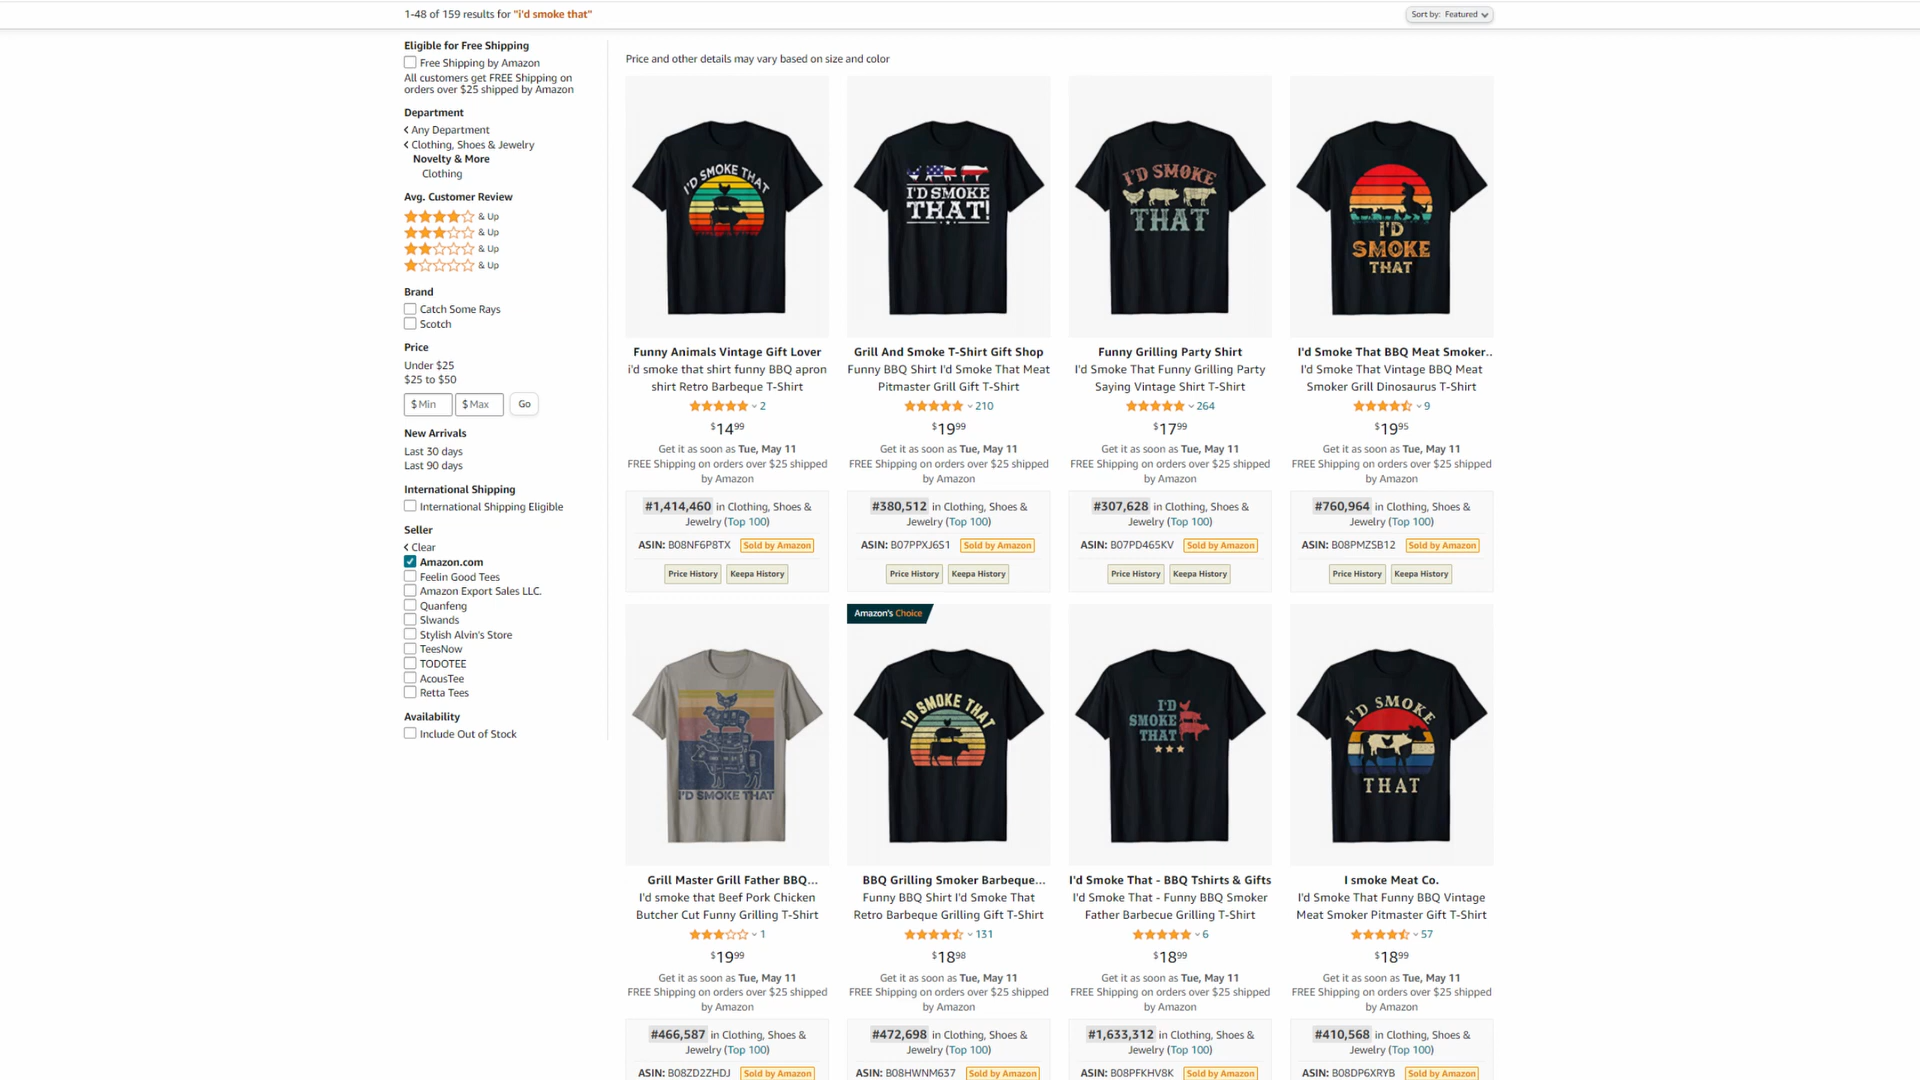 1-48 of 159 results for "i'd smoke that"
Sort by: Featured
Eligible for Free Shipping
Free Shipping by Amazon
All customers get FREE Shipping on
orders over $25 shipped by Amazon
Department
Any Department
Clothing, Shoes & Jewelry
Novelty & More
Clothing
Avg. Customer Review
& Up
& Up
& Up
& Up
Brand
Catch Some Rays
Scotch
Price
Under $25
$25 to $50
$ Min $ Max Go
New Arrivals
Last 30 days
Last 90 days
International Shipping
International Shipping Eligible
Seller
Clear
Amazon.com
Feelin Good Tees
Amazon Export Sales LLC.
Quanfeng
Slwands
Stylish Alvin's Store
TeesNow
TODOTEE
AcousTee
Retta Tees
Availability
Include Out of Stock
Price and other details may vary based on size and color
I'D SMOKE THAT
Funny Animals Vintage Gift Lover
i'd smoke that shirt funny BBQ apron
shirt Retro Barbeque T-Shirt
2
$14.99
Get it as soon as Tue, May 11
FREE Shipping on orders over $25 shipped
by Amazon
#1,414,460 in Clothing, Shoes &
Jewelry (Top 100)
ASIN: B08NF6P8TX Sold by Amazon
Price History Keepa History
I'D SMOKE
THAT!
Grill And Smoke T-Shirt Gift Shop
Funny BBQ Shirt I'd Smoke That Meat
Pitmaster Grill Gift T-Shirt
210
$19.99
Get it as soon as Tue, May 11
FREE Shipping on orders over $25 shipped
by Amazon
#380,512 in Clothing, Shoes &
Jewelry (Top 100)
ASIN: B07PPXJ6S1 Sold by Amazon
Price History Keepa History
I'D SMOKE
THAT
Funny Grilling Party Shirt
I'd Smoke That Funny Grilling Party
Saying Vintage Shirt T-Shirt
264
$17.99
Get it as soon as Tue, May 11
FREE Shipping on orders over $25 shipped
by Amazon
#307,628 in Clothing, Shoes &
Jewelry (Top 100)
ASIN: B07PD465KV Sold by Amazon
Price History Keepa History
I'D
SMOKE
THAT
I'd Smoke That BBQ Meat Smoker..
I'd Smoke That Vintage BBQ Meat
Smoker Grill Dinosaurus T-Shirt
9
$19.95
Get it as soon as Tue, May 11
FREE Shipping on orders over $25 shipped
by Amazon
#760,964 in Clothing, Shoes &
Jewelry (Top 100)
ASIN: B08PMZSB12 Sold by Amazon
Price History Keepa History
I'D SMOKE THAT
Grill Master Grill Father BBQ...
I'd smoke that Beef Pork Chicken
Butcher Cut Funny Grilling T-Shirt
1
$19.99
Get it as soon as Tue, May 11
FREE Shipping on orders over $25 shipped
by Amazon
#466,587 in Clothing, Shoes &
Jewelry (Top 100)
ASIN: B08ZD2ZHDJ Sold by Amazon
Amazon's Choice
I'D SMOKE THAT
BBQ Grilling Smoker Barbeque...
Funny BBQ Shirt I'd Smoke That
Retro Barbeque Grilling Gift T-Shirt
131
$18.98
Get it as soon as Tue, May 11
FREE Shipping on orders over $25 shipped
by Amazon
#472,698 in Clothing, Shoes &
Jewelry (Top 100)
ASIN: B08HWNM637 Sold by Amazon
I'D
SMOKE
THAT
I'd Smoke That - BBQ Tshirts & Gifts
I'd Smoke That - Funny BBQ Smoker
Father Barbecue Grilling T-Shirt
6
$18.99
Get it as soon as Tue, May 11
FREE Shipping on orders over $25 shipped
by Amazon
#1,633,312 in Clothing, Shoes &
Jewelry (Top 100)
ASIN: B08PFKHV8K Sold by Amazon
I'D SMOKE
THAT
I smoke Meat Co.
I'd Smoke That Funny BBQ Vintage
Meat Smoker Pitmaster Gift T-Shirt
57
$18.99
Get it as soon as Tue, May 11
FREE Shipping on orders over $25 shipped
by Amazon
#410,568 in Clothing, Shoes &
Jewelry (Top 100)
ASIN: B08DP6XRYB Sold by Amazon